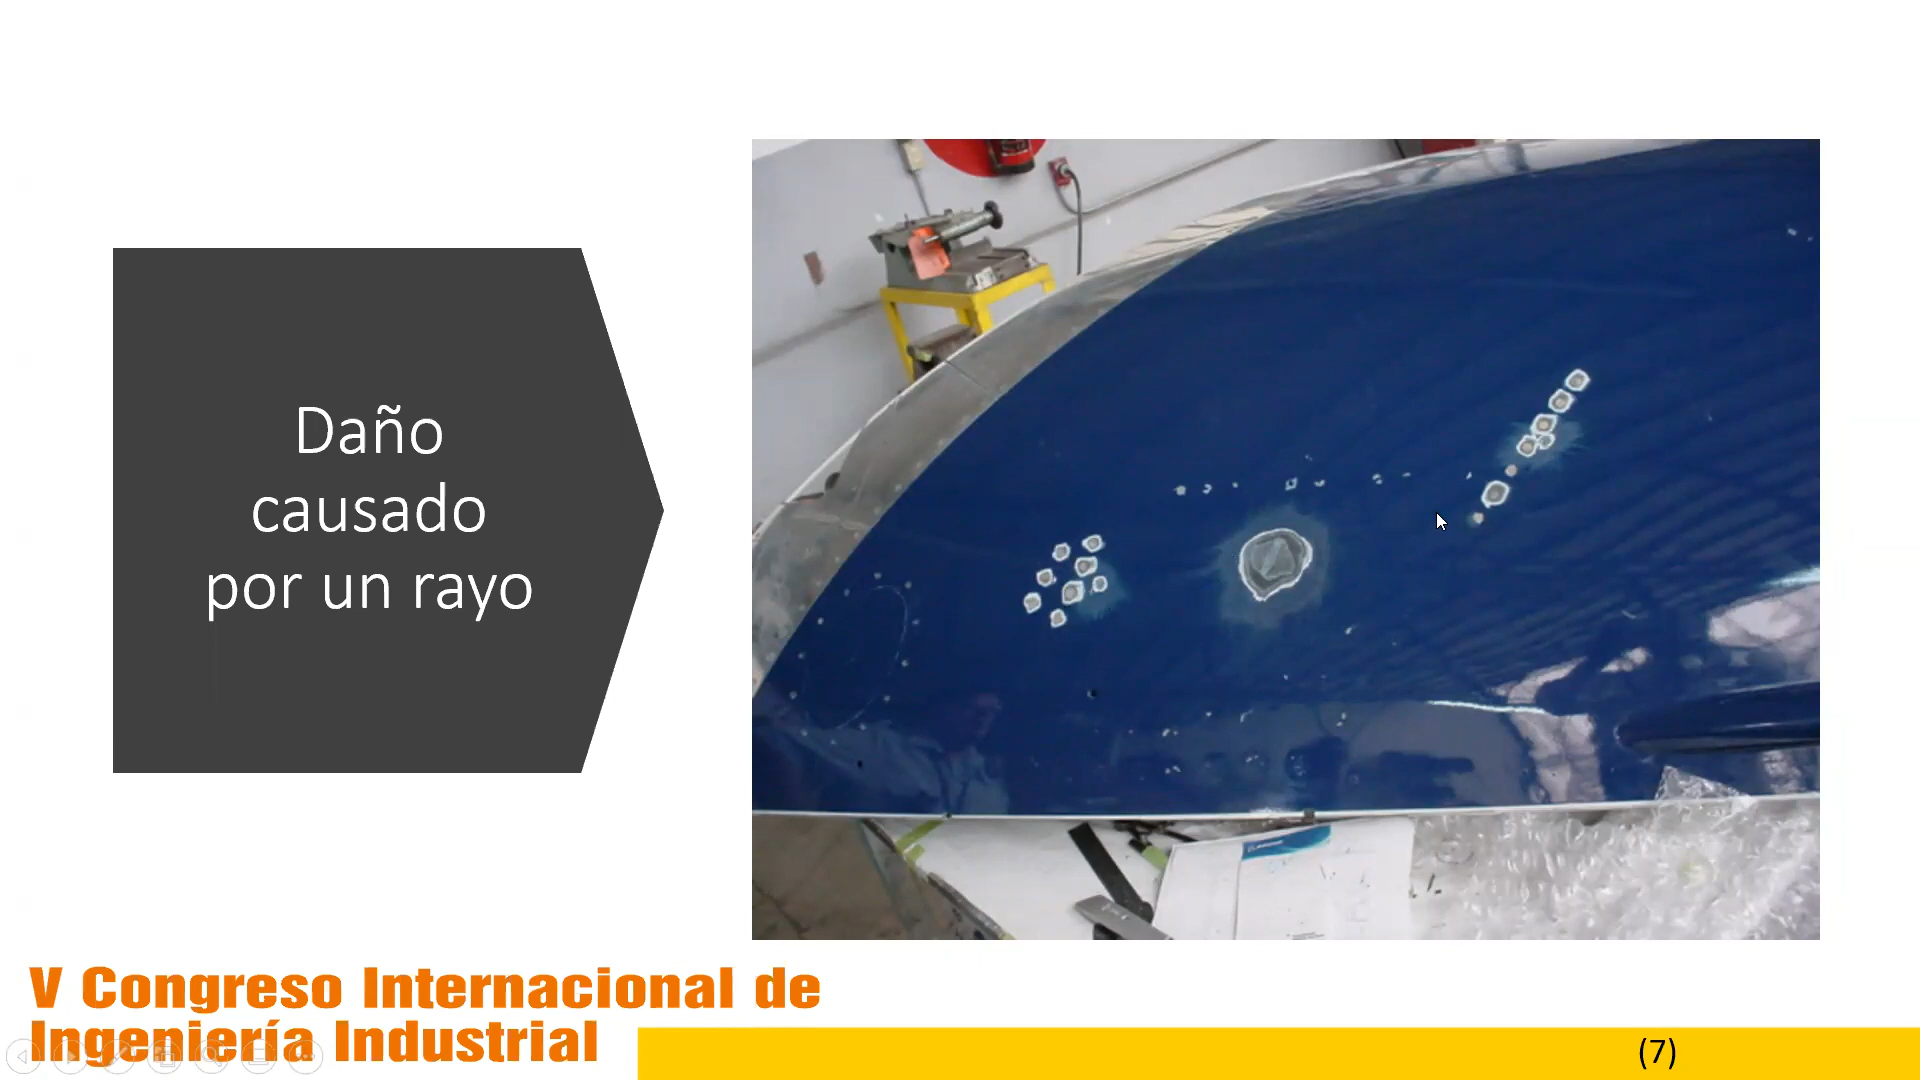 Daño
causado
por un rayo
V Congreso Internacional de
Ingeniería Industrial
(7)